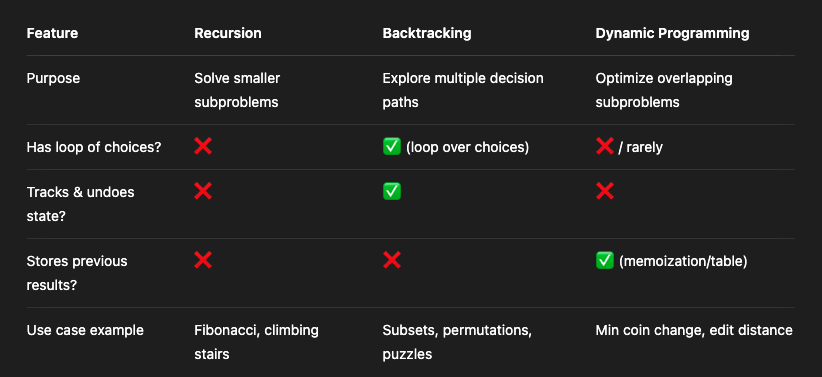 Feature Recursion Backtracking Dynamic Programming
Purpose Solve smaller Explore multiple decision Optimize overlapping
subproblems paths subproblems
Has loop of choices? ❌ ✅ (loop over choices) ❌ / rarely
Tracks & undoes ❌ ✅ ❌
state?
Stores previous ❌ ❌ ✅ (memoization/table)
results?
Use case example Fibonacci, climbing Subsets, permutations, Min coin change, edit distance
stairs puzzles